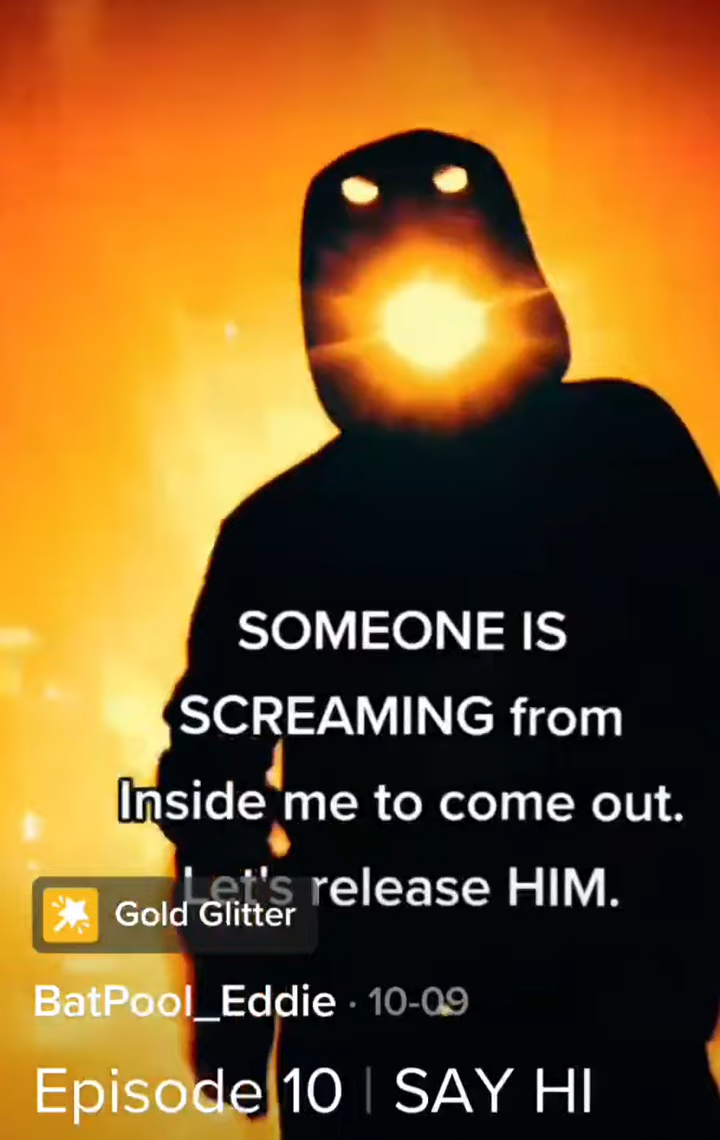 SOMEONE IS
SCREAMING from
Inside me to come out.
Let's release HIM.
Gold Glitter
BatPool_Eddie · 10-09
Episode 10 | SAY HI